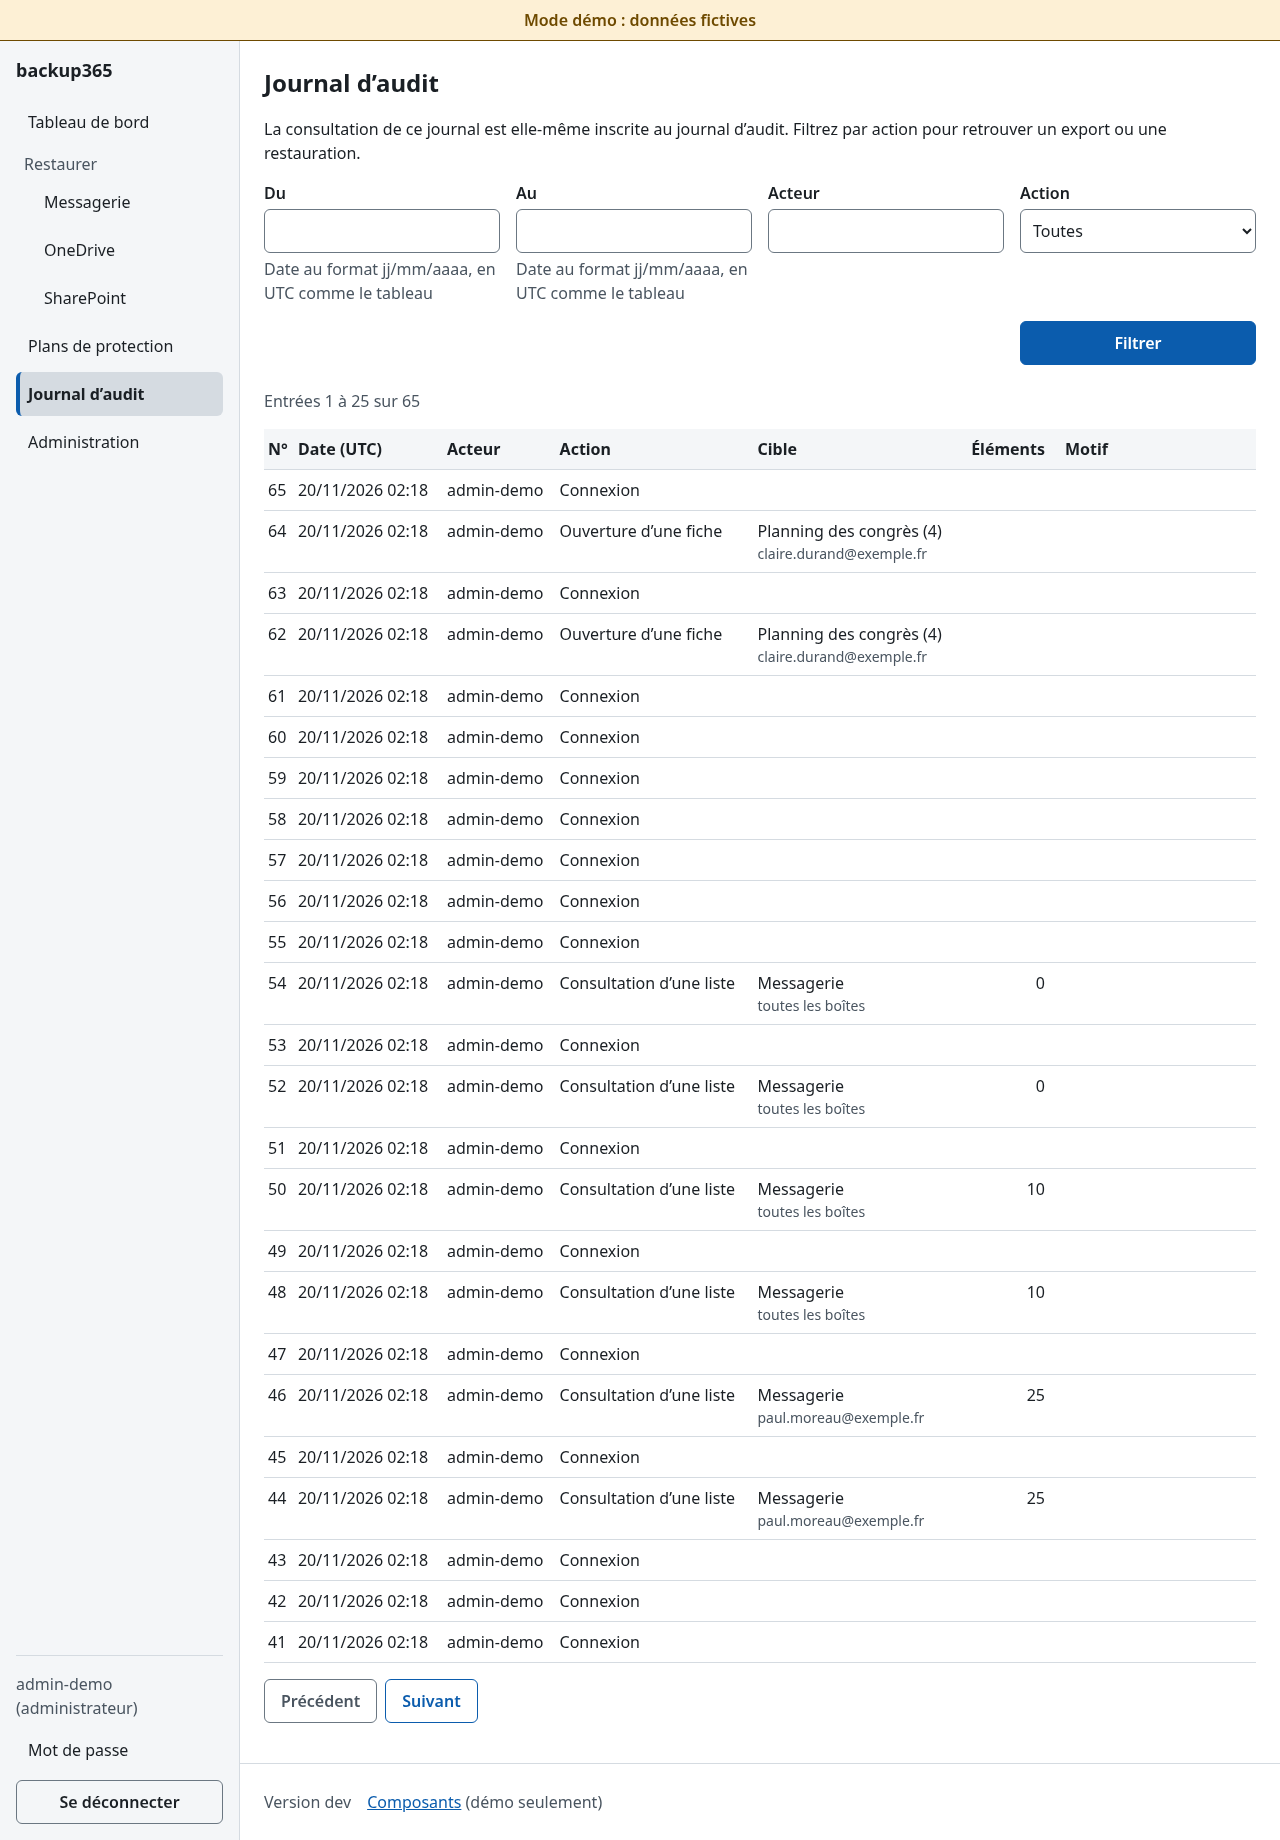 Mode démo : données fictives
backup365
Tableau de bord
Restaurer
Messagerie
OneDrive
SharePoint
Plans de protection
Journal d’audit
Administration
admin-demo
(administrateur)
Mot de passe
Se déconnecter
Journal d’audit
La consultation de ce journal est elle-même inscrite au journal d’audit. Filtrez par action pour retrouver un export ou une
restauration.
Du Au Acteur Action
Toutes
Date au format jj/mm/aaaa, en Date au format jj/mm/aaaa, en
UTC comme le tableau UTC comme le tableau
Filtrer
Entrées 1 à 25 sur 65
N° Date (UTC) Acteur Action Cible Éléments Motif
65 20/11/2026 02:18 admin-demo Connexion
64 20/11/2026 02:18 admin-demo Ouverture d’une fiche Planning des congrès (4)
claire.durand@exemple.fr
63 20/11/2026 02:18 admin-demo Connexion
62 20/11/2026 02:18 admin-demo Ouverture d’une fiche Planning des congrès (4)
claire.durand@exemple.fr
61 20/11/2026 02:18 admin-demo Connexion
60 20/11/2026 02:18 admin-demo Connexion
59 20/11/2026 02:18 admin-demo Connexion
58 20/11/2026 02:18 admin-demo Connexion
57 20/11/2026 02:18 admin-demo Connexion
56 20/11/2026 02:18 admin-demo Connexion
55 20/11/2026 02:18 admin-demo Connexion
54 20/11/2026 02:18 admin-demo Consultation d’une liste Messagerie 0
toutes les boîtes
53 20/11/2026 02:18 admin-demo Connexion
52 20/11/2026 02:18 admin-demo Consultation d’une liste Messagerie 0
toutes les boîtes
51 20/11/2026 02:18 admin-demo Connexion
50 20/11/2026 02:18 admin-demo Consultation d’une liste Messagerie 10
toutes les boîtes
49 20/11/2026 02:18 admin-demo Connexion
48 20/11/2026 02:18 admin-demo Consultation d’une liste Messagerie 10
toutes les boîtes
47 20/11/2026 02:18 admin-demo Connexion
46 20/11/2026 02:18 admin-demo Consultation d’une liste Messagerie 25
paul.moreau@exemple.fr
45 20/11/2026 02:18 admin-demo Connexion
44 20/11/2026 02:18 admin-demo Consultation d’une liste Messagerie 25
paul.moreau@exemple.fr
43 20/11/2026 02:18 admin-demo Connexion
42 20/11/2026 02:18 admin-demo Connexion
41 20/11/2026 02:18 admin-demo Connexion
Précédent Suivant
Version dev Composants (démo seulement)